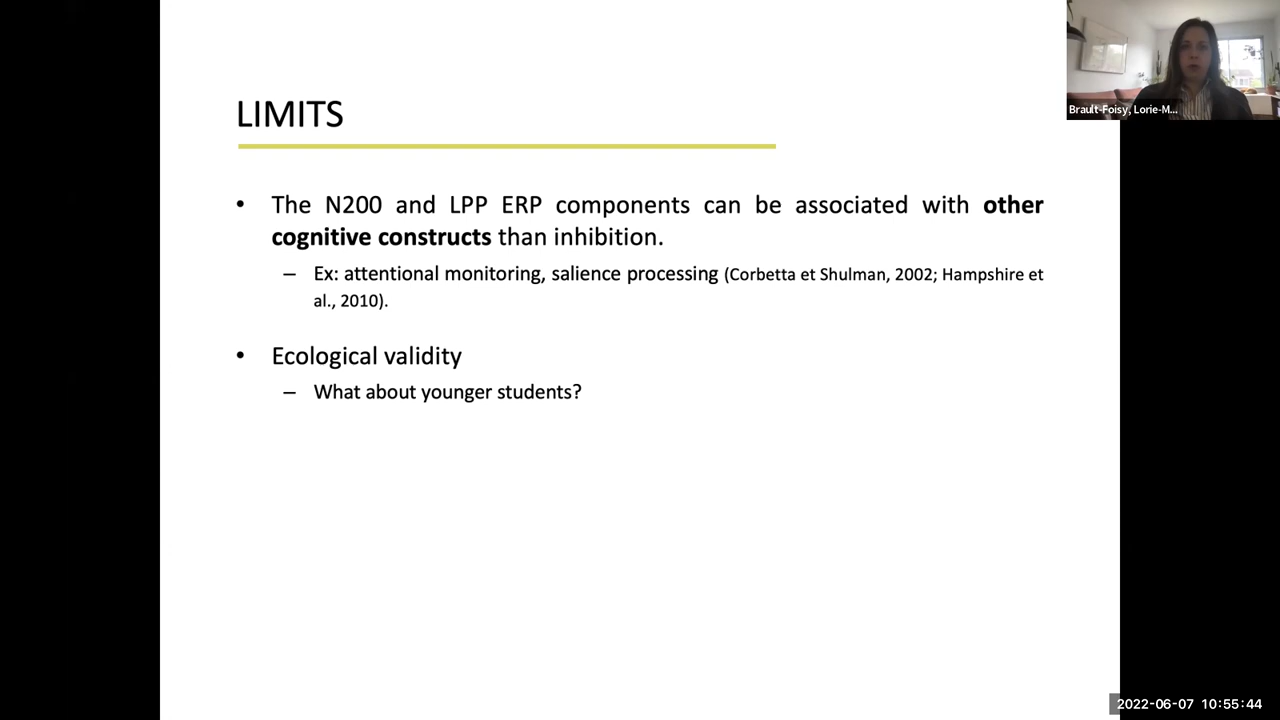 LIMITS
• The N200 and LPP ERP components can be associated with other
cognitive constructs than inhibition.
– Ex: attentional monitoring, salience processing (Corbetta et Shulman, 2002; Hampshire et
al., 2010).
• Ecological validity
– What about younger students?
Brault-Foisy, Lorie-M...
2022-06-07 10:55:44